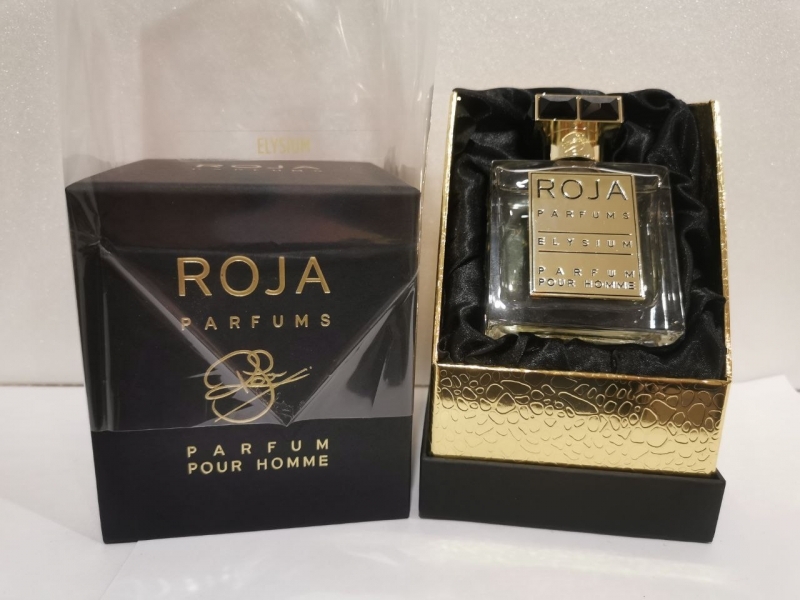 ELYSIUM
ROJA
ROJA
PARFUMS
PARFUM
POUR HOMME
ROJA
PARFUMS
ELYSIUM
PARFUM
POUR HOMME